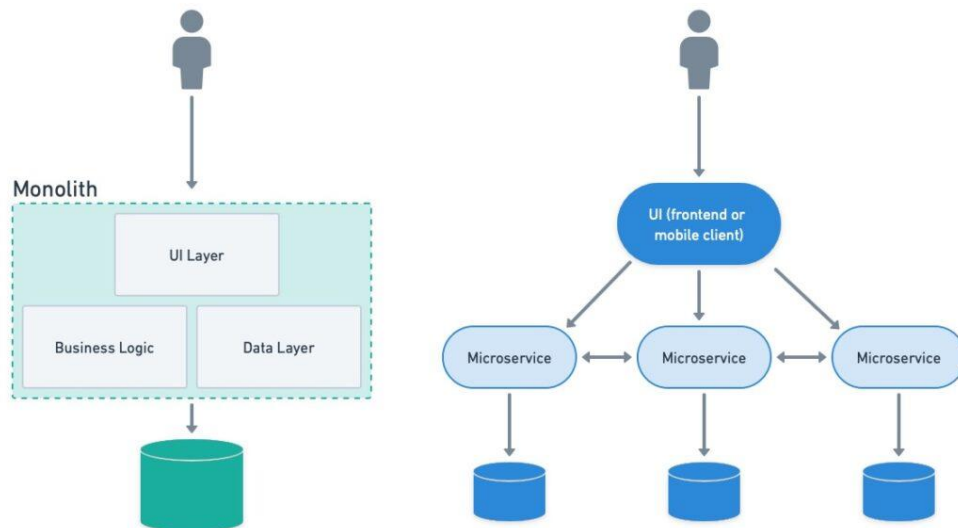 Monolith
UI Layer
Business Logic
Data Layer
UI (frontend or
mobile client)
Microservice
Microservice
Microservice